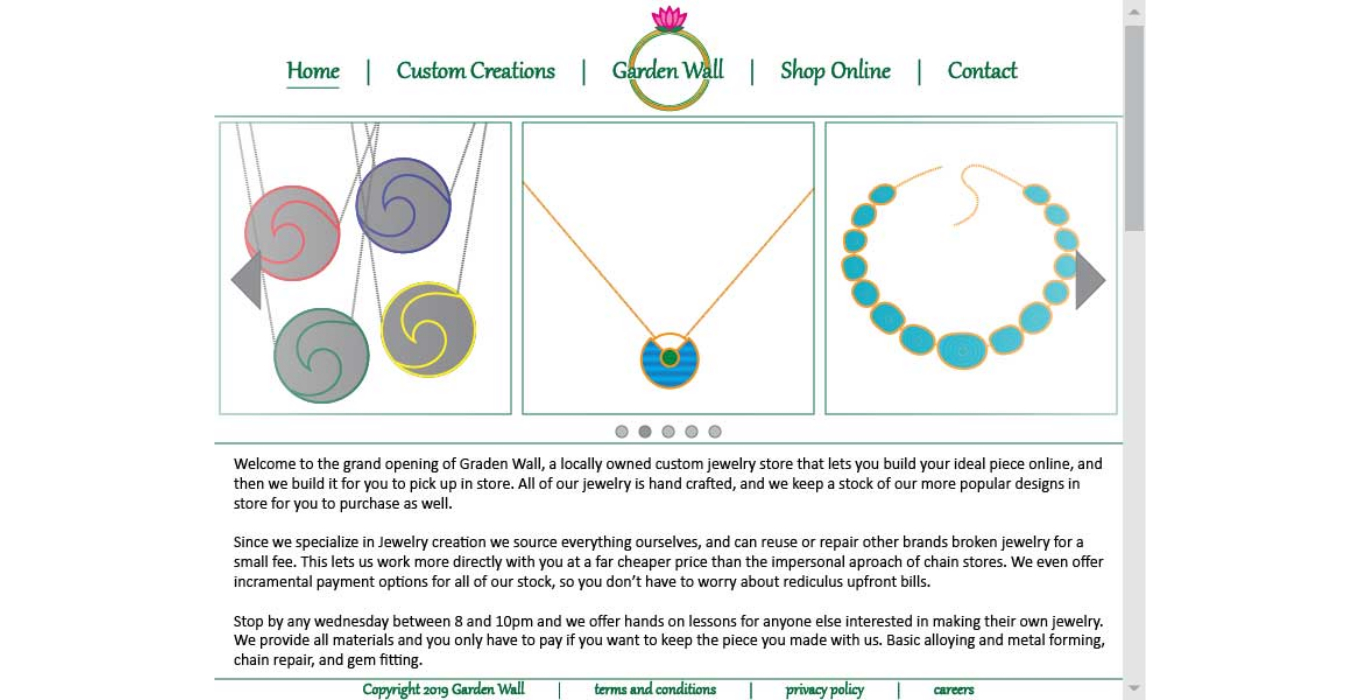 Home | Custom Creations | Garden Wall | Shop Online | Contact
Welcome to the grand opening of Graden Wall, a locally owned custom jewelry store that lets you build your ideal piece online, and
then we build it for you to pick up in store. All of our jewelry is hand crafted, and we keep a stock of our more popular designs in
store for you to purchase as well.
Since we specialize in Jewelry creation we source everything ourselves, and can reuse or repair other brands broken jewelry for a
small fee. This lets us work more directly with you at a far cheaper price than the impersonal aproach of chain stores. We even offer
incramental payment options for all of our stock, so you don’t have to worry about rediculus upfront bills.
Stop by any wednesday between 8 and 10pm and we offer hands on lessons for anyone else interested in making their own jewelry.
We provide all materials and you only have to pay if you want to keep the piece you made with us. Basic alloying and metal forming,
chain repair, and gem fitting.
Copyright 2019 Garden Wall | terms and conditions | privacy policy | careers